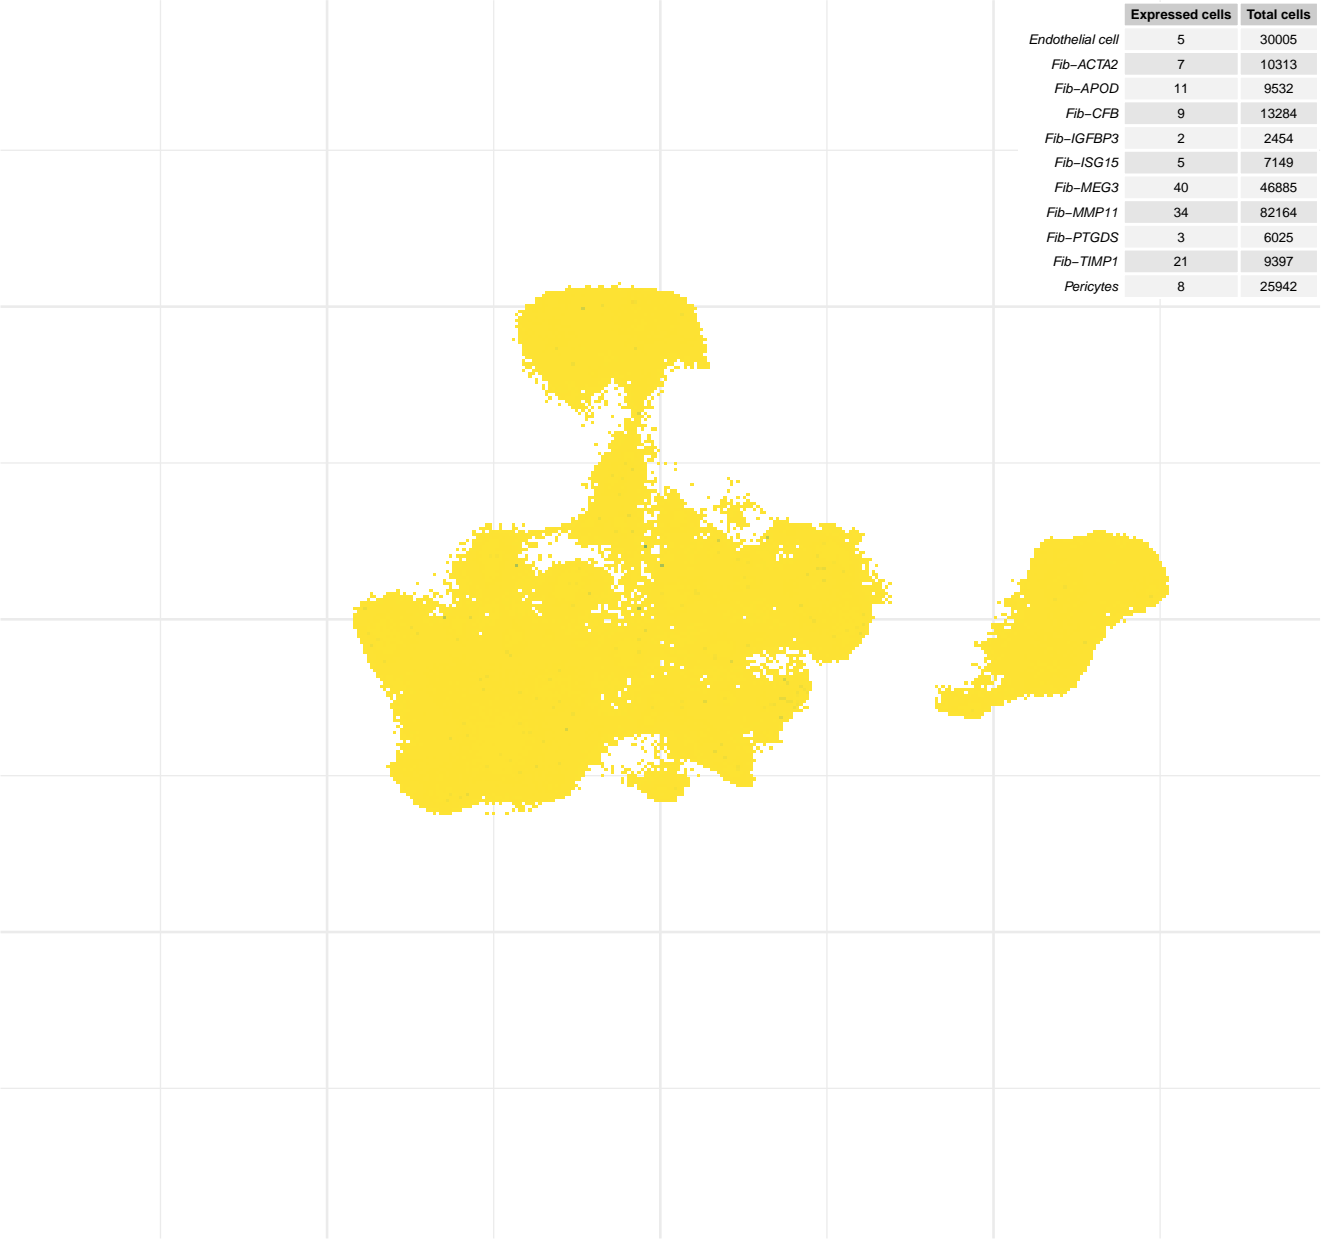 Expressed cells Total cells
Endothelial cell 5 30005
Fib−ACTA2 7 10313
Fib−APOD 11 9532
Fib−CFB 9 13284
Fib−IGFBP3 2 2454
Fib−ISG15 5 7149
Fib−MEG3 40 46885
Fib−MMP11 34 82164
Fib−PTGDS 3 6025
Fib−TIMP1 21 9397
Pericytes 8 25942